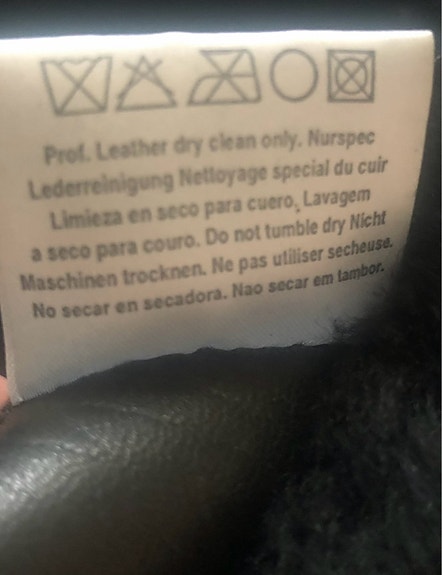 Prof. Leather dry clean only. Nurspec
Lederreinigung Nettoyage special du cuir
Limieza en seco para cuero, Lavagem
a seco para couro. Do not tumble dry Nicht
Maschinen trocknen. Ne pas utiliser secheuse.
No secar en secadora. Nao secar em tambor.